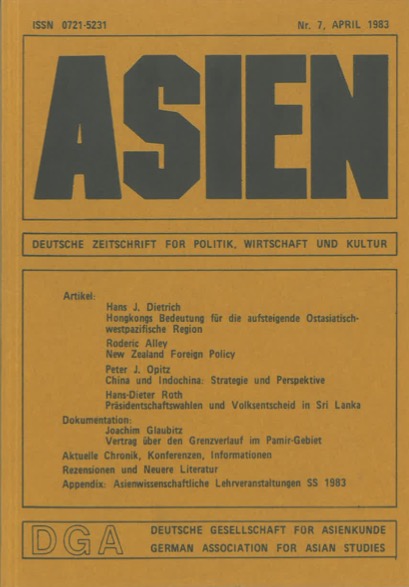 ISSN 0721-5231 Nr. 7, APRIL 1983
ASIEN
DEUTSCHE ZEITSCHRIFT FÜR POLITIK, WIRTSCHAFT UND KULTUR
Artikel:
Hans J. Dietrich
Hongkongs Bedeutung für die aufsteigende Ostasiatisch-
westpazifische Region
Roderic Alley
New Zealand Foreign Policy
Peter J. Opitz
China und Indochina: Strategie und Perspektive
Hans-Dieter Roth
Präsidentschaftswahlen und Volksentscheid in Sri Lanka
Dokumentation:
Joachim Glaubitz
Vertrag über den Grenzverlauf im Pamir-Gebiet
Aktuelle Chronik, Konferenzen, Informationen
Rezensionen und Neuere Literatur
Appendix: Asienwissenschaftliche Lehrveranstaltungen SS 1983
DGA
DEUTSCHE GESELLSCHAFT FÜR ASIENKUNDE
GERMAN ASSOCIATION FOR ASIAN STUDIES